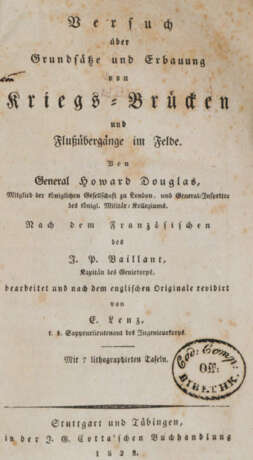 Versuch
über
Grundsätze und Erbauung
von
Kriegs-Brücken
und
Flußübergänge im Felde.
Von
General Howard Douglas,
Mitglied der königlichen Gesellschaft zu London, und General-Inspektor
des königl. Militär-Kollegiums.
Nach dem Französischen
des
J. P. Vaillant,
Kapitän des Geniekorps.
bearbeitet und nach dem englischen Originale revidirt
von
E. Lenz,
k. k. Sappeurlieutenant des Ingenieurkorps.
Mit 7 lithographirten Tafeln.
Off:
BIBLTHK.
Stuttgart und Tübingen,
in der J. G. Cotta'schen Buchhandlung